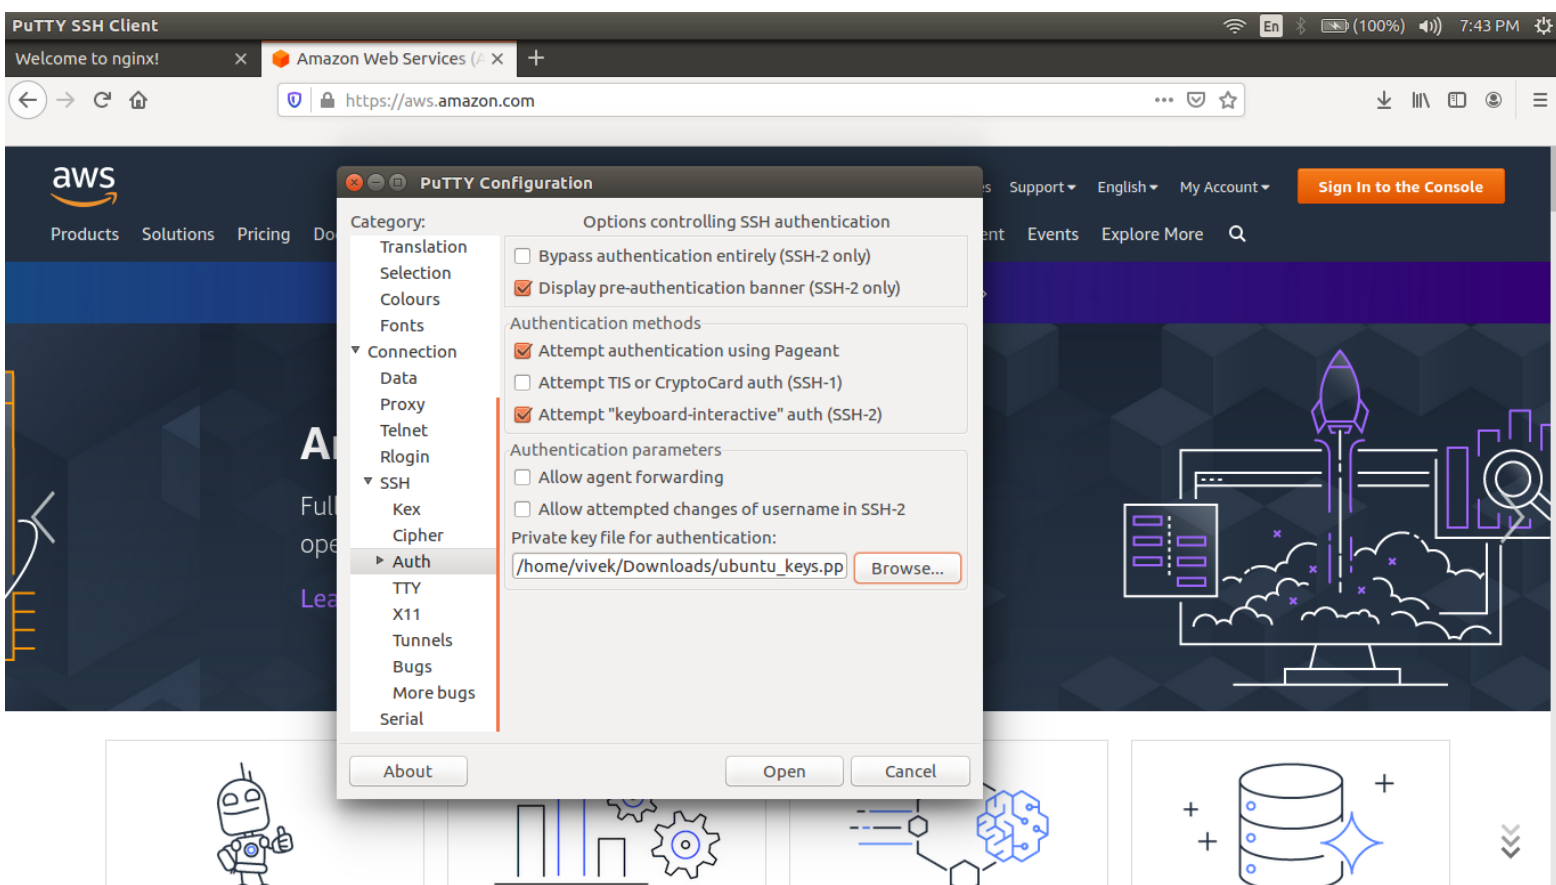 PuTTY SSH Client
En
(100%)
7:43 PM
Welcome to nginx!
Amazon Web Services (A
https://aws.amazon.com
aws
Support
English
My Account
Sign In to the Console
Products
Solutions
Pricing
Events
Explore More
PuTTY Configuration
Category:
Translation
Selection
Colours
Fonts
Connection
Data
Proxy
Telnet
Rlogin
SSH
Kex
Cipher
Auth
TTY
X11
Tunnels
Bugs
More bugs
Serial
Options controlling SSH authentication
Bypass authentication entirely (SSH-2 only)
Display pre-authentication banner (SSH-2 only)
Authentication methods
Attempt authentication using Pageant
Attempt TIS or CryptoCard auth (SSH-1)
Attempt "keyboard-interactive" auth (SSH-2)
Authentication parameters
Allow agent forwarding
Allow attempted changes of username in SSH-2
Private key file for authentication:
/home/vivek/Downloads/ubuntu_keys.pp
Browse...
About
Open
Cancel